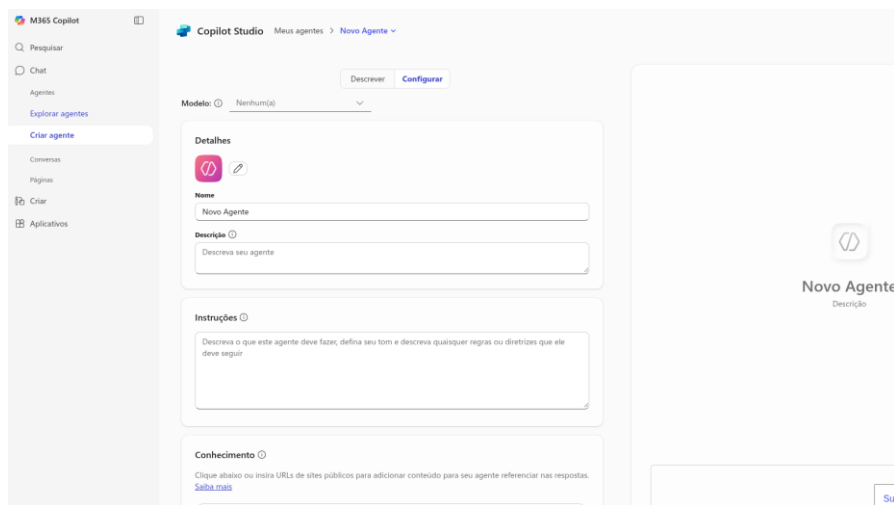 M365 Copilot
Pesquisar
Chat
Agentes
Explorar agentes
Criar agente
Conversas
Páginas
Criar
Aplicativos
Copilot Studio Meus agentes > Novo Agente
Descrever Configurar
Modelo: Nenhum(a)
Detalhes
Nome
Novo Agente
Descrição
Descreva seu agente
Instruções
Descreva o que este agente deve fazer, defina seu tom e descreva quaisquer regras ou diretrizes que ele
deve seguir
Conhecimento
Clique abaixo ou insira URLs de sites públicos para adicionar conteúdo para seu agente referenciar nas respostas.
Saiba mais
Novo Agente
Descrição
Su